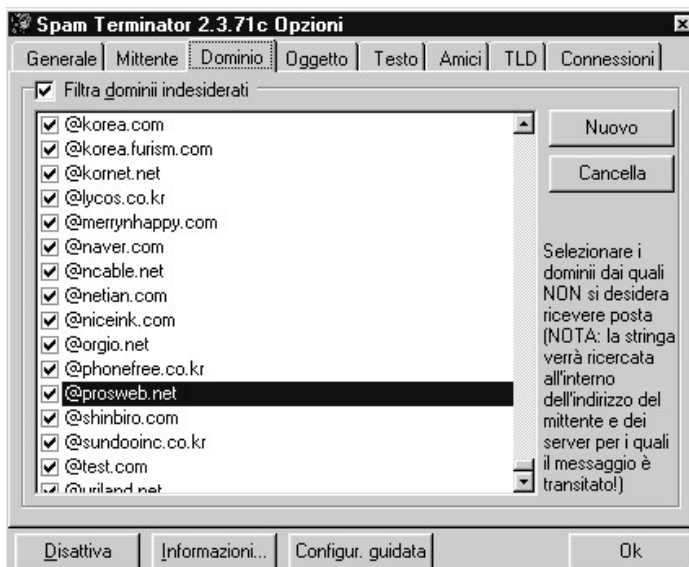 Spam Terminator 2.3.71c Opzioni
Generale Mittente Dominio Oggetto Testo Amici TLD Connessioni
Filtra dominii indesiderati
@korea.com
@korea.furism.com
@kornet.net
@lycos.co.kr
@merrynhappy.com
@naver.com
@ncable.net
@netian.com
@niceink.com
@orgio.net
@phonefree.co.kr
@prosweb.net
@shinbiro.com
@sundooinc.co.kr
@test.com
@uriland.net
Nuovo
Cancella
Selezionare i
dominii dai quali
NON si desidera
ricevere posta
(NOTA: la stringa
verrà ricercata
all'interno
dell'indirizzo del
mittente e dei
server per i quali
il messaggio è
transitato!)
Disattiva Informazioni... Configur. guidata Ok